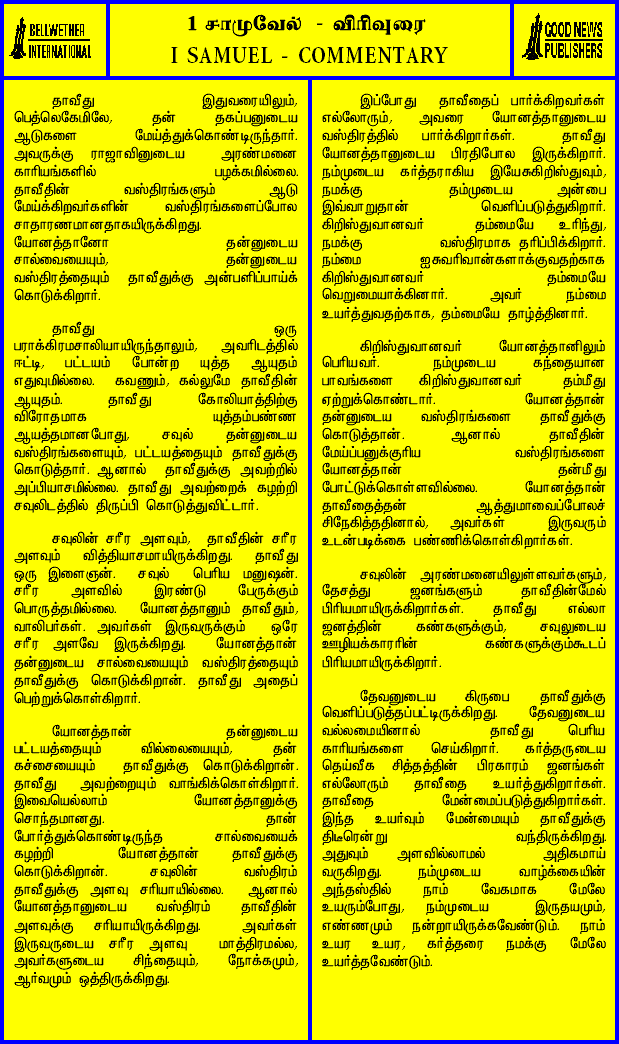 BELLWETHER
INTERNATIONAL
1 சாமுவேல் - விரிவுரை
I SAMUEL - COMMENTARY
GOOD NEWS
PUBLISHERS
தாவீது இதுவரையிலும்,
பெத்லெகேமிலே, தன் தகப்பனுடைய
ஆடுகளை மேய்த்துக்கொண்டிருந்தார்.
அவருக்கு ராஜாவினுடைய அரண்மனை
காரியங்களில் பழக்கமில்லை.
தாவீதின் வஸ்திரங்களும் ஆடு
மேய்க்கிறவர்களின் வஸ்திரங்களைப்போல
சாதாரணமானதாகயிருக்கிறது.
யோனத்தானோ தன்னுடைய
சால்வையையும், தன்னுடைய
வஸ்திரத்தையும் தாவீதுக்கு அன்பளிப்பாய்க்
கொடுக்கிறார்.
தாவீது ஒரு
பராக்கிரமசாலியாயிருந்தாலும், அவரிடத்தில்
ஈட்டி, பட்டயம் போன்ற யுத்த ஆயுதம்
எதுவுமில்லை. கவணும், கல்லுமே தாவீதின்
ஆயுதம். தாவீது கோலியாத்திற்கு
விரோதமாக யுத்தம்பண்ண
ஆயத்தமானபோது, சவுல் தன்னுடைய
வஸ்திரங்களையும், பட்டயத்தையும் தாவீதுக்கு
கொடுத்தார். ஆனால் தாவீதுக்கு அவற்றில்
அப்பியாசமில்லை. தாவீது அவற்றைக் கழற்றி
சவுலிடத்தில் திருப்பி கொடுத்துவிட்டார்.
சவுலின் சரீர அளவும், தாவீதின் சரீர
அளவும் வித்தியாசமாயிருக்கிறது. தாவீது
ஒரு இளைஞன். சவுல் பெரிய மனுஷன்.
சரீர அளவில் இரண்டு பேருக்கும்
பொருத்தமில்லை. யோனத்தானும் தாவீதும்,
வாலிபர்கள். அவர்கள் இருவருக்கும் ஒரே
சரீர அளவே இருக்கிறது. யோனத்தான்
தன்னுடைய சால்வையையும் வஸ்திரத்தையும்
தாவீதுக்கு கொடுக்கிறான். தாவீது அதைப்
பெற்றுக்கொள்கிறார்.
யோனத்தான் தன்னுடைய
பட்டயத்தையும் வில்லையையும், தன்
கச்சையையும் தாவீதுக்கு கொடுக்கிறான்.
தாவீது அவற்றையும் வாங்கிக்கொள்கிறார்.
இவையெல்லாம் யோனத்தானுக்கு
சொந்தமானது. தான்
போர்த்துக்கொண்டிருந்த சால்வையைக்
கழற்றி யோனத்தான் தாவீதுக்கு
கொடுக்கிறான். சவுலின் வஸ்திரம்
தாவீதுக்கு அளவு சரியாயில்லை. ஆனால்
யோனத்தானுடைய வஸ்திரம் தாவீதின்
அளவுக்கு சரியாயிருக்கிறது. அவர்கள்
இருவருடைய சரீர அளவு மாத்திரமல்ல,
அவர்களுடைய சிந்தையும், நோக்கமும்,
ஆர்வமும் ஒத்திருக்கிறது.
இப்போது தாவீதைப் பார்க்கிறவர்கள்
எல்லோரும், அவரை யோனத்தானுடைய
வஸ்திரத்தில் பார்க்கிறார்கள். தாவீது
யோனத்தானுடைய பிரதிபோல இருக்கிறார்.
நம்முடைய கர்த்தராகிய இயேசுகிறிஸ்துவும்,
நமக்கு தம்முடைய அன்பை
இவ்வாறுதான் வெளிப்படுத்துகிறார்.
கிறிஸ்துவானவர் தம்மையே உரிந்து,
நமக்கு வஸ்திரமாக தரிப்பிக்கிறார்.
நம்மை ஐசுவரிவான்களாக்குவதற்காக
கிறிஸ்துவானவர் தம்மையே
வெறுமையாக்கினார். அவர் நம்மை
உயர்த்துவதற்காக, தம்மையே தாழ்த்தினார்.
கிறிஸ்துவானவர் யோனத்தானிலும்
பெரியவர். நம்முடைய கந்தையான
பாவங்களை கிறிஸ்துவானவர் தம்மீது
ஏற்றுக்கொண்டார். யோனத்தான்
தன்னுடைய வஸ்திரங்களை தாவீதுக்கு
கொடுத்தான். ஆனால் தாவீதின்
மேய்ப்பனுக்குரிய வஸ்திரங்களை
யோனத்தான் தன்மீது
போட்டுக்கொள்ளவில்லை. யோனத்தான்
தாவீதைத்தன் ஆத்துமாவைப்போலச்
சிநேகித்ததினால், அவர்கள் இருவரும்
உடன்படிக்கை பண்ணிக்கொள்கிறார்கள்.
சவுலின் அரண்மனையிலுள்ளவர்களும்,
தேசத்து ஜனங்களும் தாவீதின்மேல்
பிரியமாயிருக்கிறார்கள். தாவீது எல்லா
ஜனத்தின் கண்களுக்கும், சவுலுடைய
ஊழியக்காரரின் கண்களுக்கும்கூடப்
பிரியமாயிருக்கிறார்.
தேவனுடைய கிருபை தாவீதுக்கு
வெளிப்படுத்தப்பட்டிருக்கிறது. தேவனுடைய
வல்லமையினால் தாவீது பெரிய
காரியங்களை செய்கிறார். கர்த்தருடைய
தெய்வீக சித்தத்தின் பிரகாரம் ஜனங்கள்
எல்லோரும் தாவீதை உயர்த்துகிறார்கள்.
தாவீதை மேன்மைப்படுத்துகிறார்கள்.
இந்த உயர்வும் மேன்மையும் தாவீதுக்கு
திடீரென்று வந்திருக்கிறது.
அதுவும் அளவில்லாமல் அதிகமாய்
வருகிறது. நம்முடைய வாழ்க்கையின்
அந்தஸ்தில் நாம் வேகமாக மேலே
உயரும்போது, நம்முடைய இருதயமும்,
எண்ணமும் நன்றாயிருக்கவேண்டும். நாம்
உயர உயர, கர்த்தரை நமக்கு மேலே
உயர்த்தவேண்டும்.